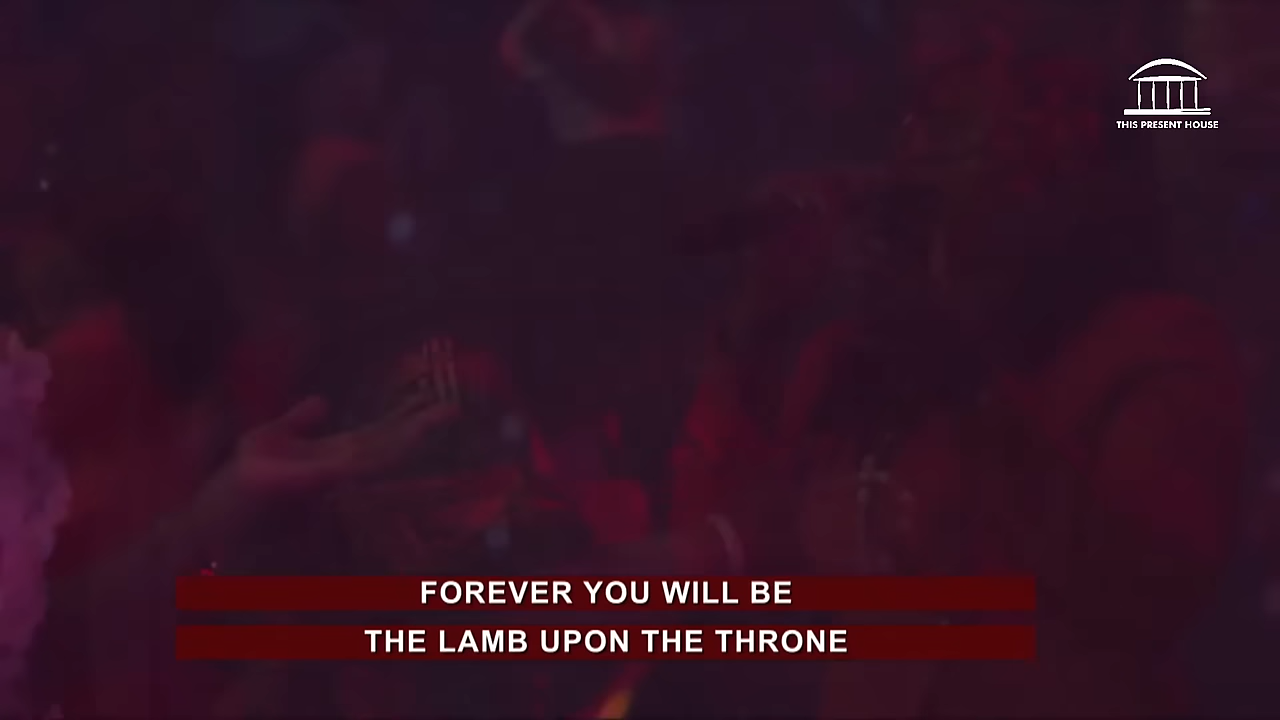 THIS PRESENT HOUSE
FOREVER YOU WILL BE
THE LAMB UPON THE THRONE